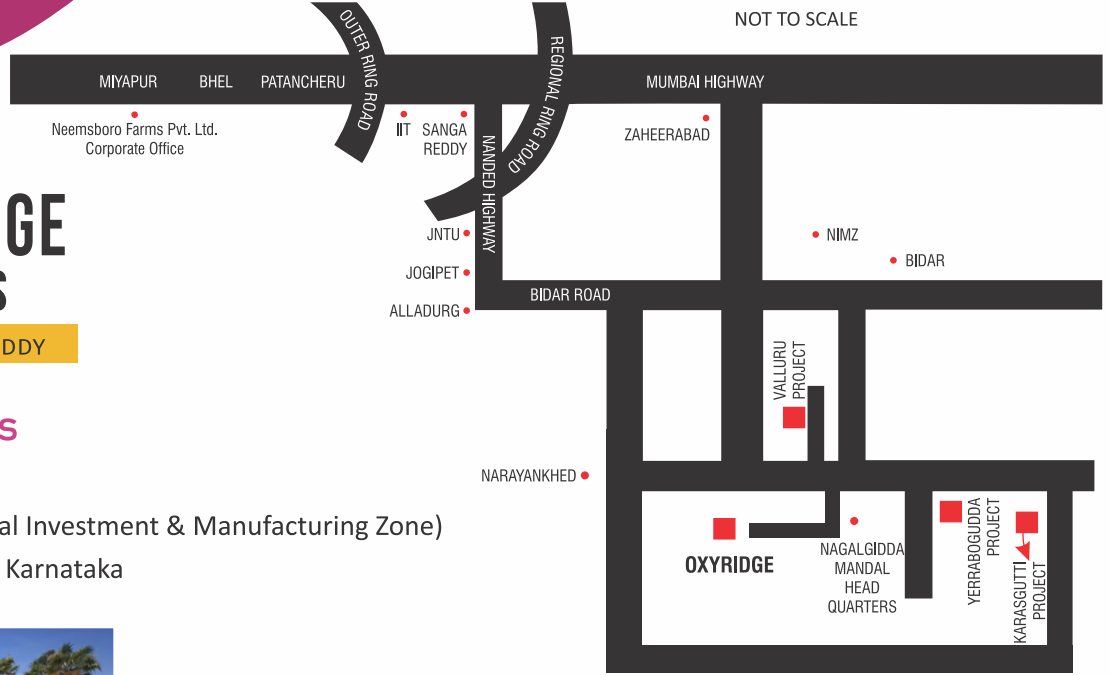 NOT TO SCALE
OUTER RING ROAD
REGIONAL RING ROAD
MIYAPUR
BHEL
PATANCHERU
MUMBAI HIGHWAY
Neemsboro Farms Pvt. Ltd.
Corporate Office
IIT
SANGA
REDDY
NANDED HIGHWAY
ZAHEERABAD
GE
S
JNTU
NIMZ
JOGIPET
BIDAR
BIDAR ROAD
ALLADURG
DDY
VALLURU
PROJECT
s
NARAYANKHED
al Investment & Manufacturing Zone)
Karnataka
OXYRIDGE
NAGALGIDDA
MANDAL
HEAD
QUARTERS
YERRABOGUDDA
PROJECT
KARASGUTTI
PROJECT